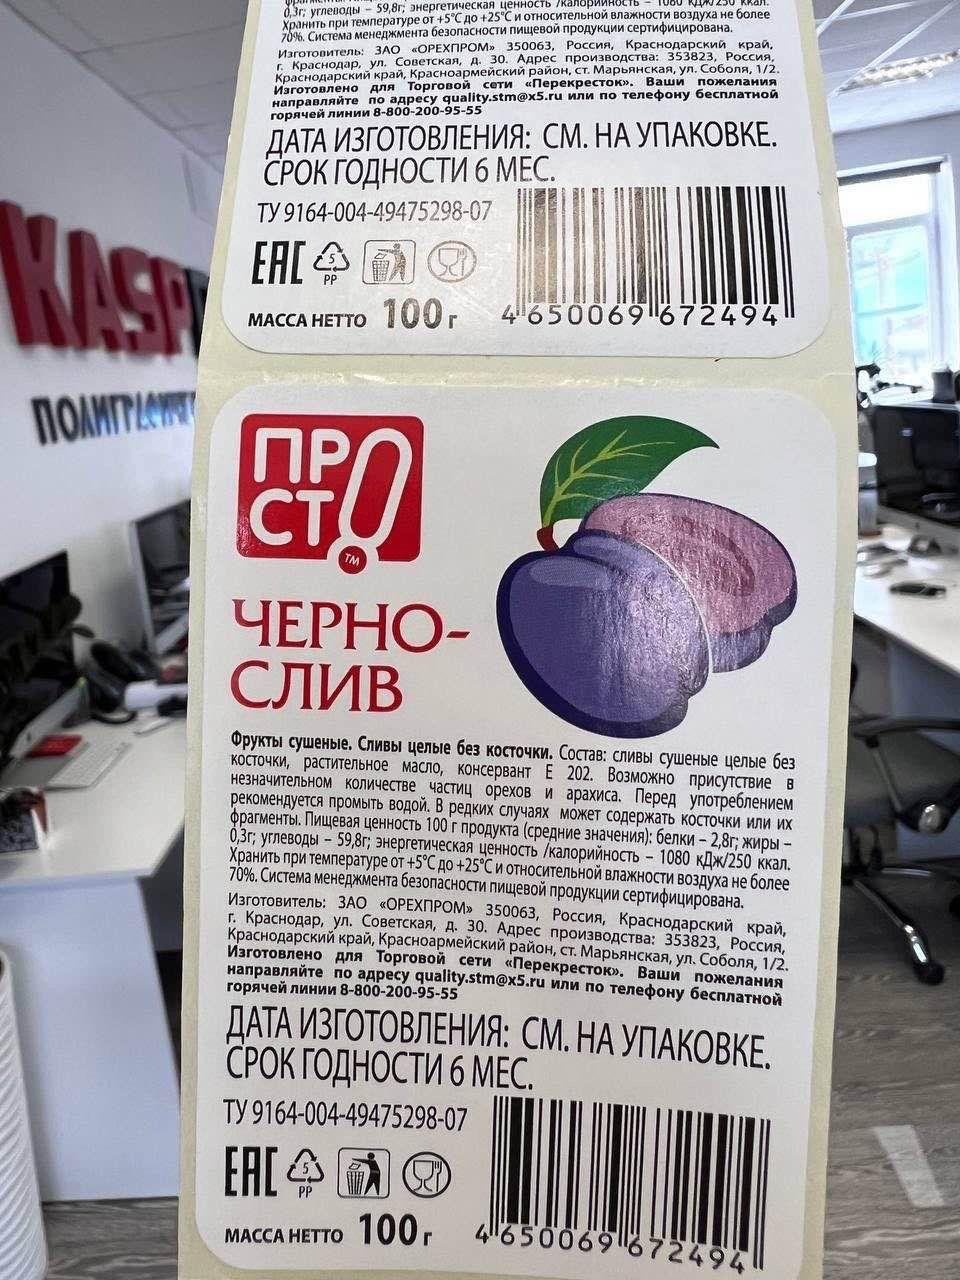 0,3г; углеводы – 59,8г; энергетическая ценность /калорийность – 1080 кДж/250 ккал.
Хранить при температуре от +5°С до +25°С и относительной влажности воздуха не более
70%. Система менеджмента безопасности пищевой продукции сертифицирована.
Изготовитель: ЗАО «ОРЕХПРОМ» 350063, Россия, Краснодарский край,
г. Краснодар, ул. Советская, д. 30. Адрес производства: 353823, Россия,
Краснодарский край, Красноармейский район, ст. Марьянская, ул. Соболя, 1/2.
Изготовлено для Торговой сети «Перекресток». Ваши пожелания
направляйте по адресу quality.stm@x5.ru или по телефону бесплатной
горячей линии 8-800-200-95-55
ДАТА ИЗГОТОВЛЕНИЯ: СМ. НА УПАКОВКЕ.
СРОК ГОДНОСТИ 6 МЕС.
ТУ 9164-004-49475298-07
EAC 5
PP
МАССА НЕТТО 100 г
4 650069 672494
KASP
ПОЛИГРАФИЧЕ
ПРО
СТ!
TM
ЧЕРНО-
СЛИВ
Фрукты сушеные. Сливы целые без косточки. Состав: сливы сушеные целые без
косточки, растительное масло, консервант Е 202. Возможно присутствие в
незначительном количестве частиц орехов и арахиса. Перед употреблением
рекомендуется промыть водой. В редких случаях может содержать косточки или их
фрагменты. Пищевая ценность 100 г продукта (средние значения): белки – 2,8г; жиры –
0,3г; углеводы – 59,8г; энергетическая ценность /калорийность – 1080 кДж/250 ккал.
Хранить при температуре от +5°С до +25°С и относительной влажности воздуха не более
70%. Система менеджмента безопасности пищевой продукции сертифицирована.
Изготовитель: ЗАО «ОРЕХПРОМ» 350063, Россия, Краснодарский край,
г. Краснодар, ул. Советская, д. 30. Адрес производства: 353823, Россия,
Краснодарский край, Красноармейский район, ст. Марьянская, ул. Соболя, 1/2.
Изготовлено для Торговой сети «Перекресток». Ваши пожелания
направляйте по адресу quality.stm@x5.ru или по телефону бесплатной
горячей линии 8-800-200-95-55
ДАТА ИЗГОТОВЛЕНИЯ: СМ. НА УПАКОВКЕ.
СРОК ГОДНОСТИ 6 МЕС.
ТУ 9164-004-49475298-07
EAC 5
PP
МАССА НЕТТО 100 г
4 650069 672494